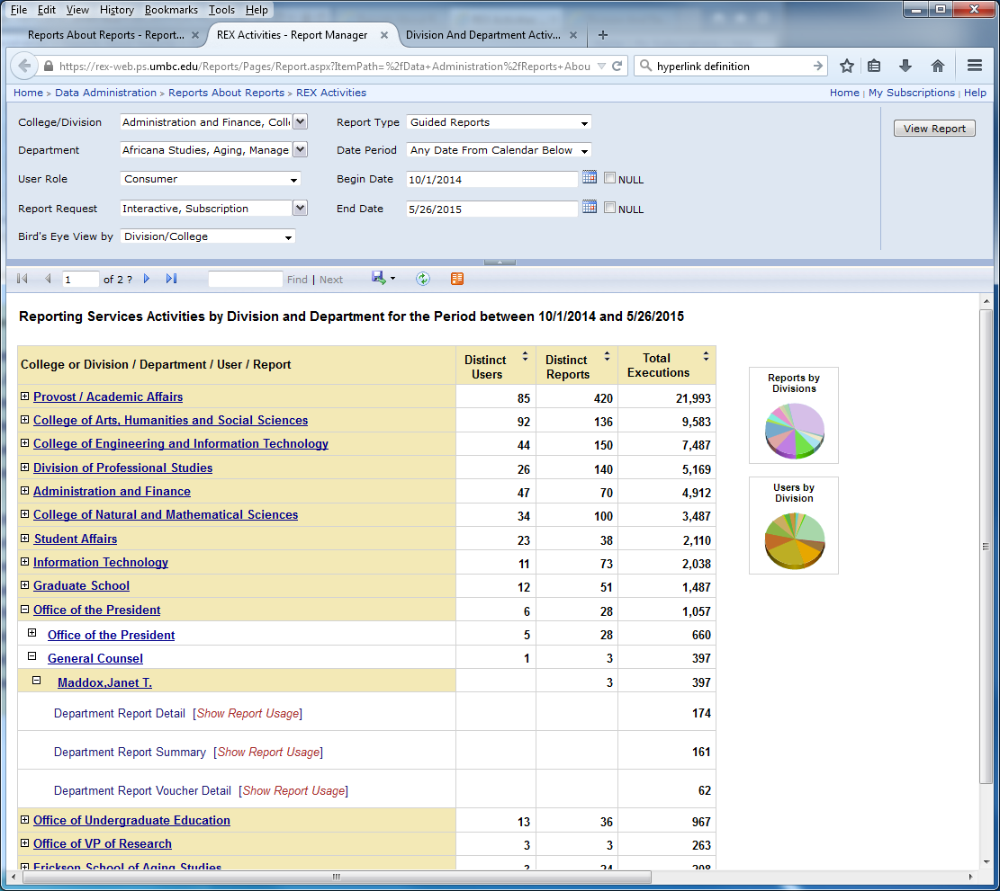 File Edit View History Bookmarks Tools Help
Reports About Reports - Report... × REX Activities - Report Manager × Division And Department Activ... × +
https://rex-web.ps.umbc.edu/Reports/Pages/Report.aspx?ItemPath=%2fData+Administration%2fReports+Abou hyperlink definition
Home > Data Administration > Reports About Reports > REX Activities Home | My Subscriptions | Help
College/Division Administration and Finance, Coll Report Type Guided Reports View Report
Department Africana Studies, Aging, Manage Date Period Any Date From Calendar Below
User Role Consumer Begin Date 10/1/2014 NULL
Report Request Interactive, Subscription End Date 5/26/2015 NULL
Bird's Eye View by Division/College
1 of 2 ? Find | Next
Reporting Services Activities by Division and Department for the Period between 10/1/2014 and 5/26/2015
College or Division / Department / User / Report Distinct Users Distinct Reports Total Executions
Provost / Academic Affairs 85 420 21,993
College of Arts, Humanities and Social Sciences 92 136 9,583
College of Engineering and Information Technology 44 150 7,487
Division of Professional Studies 26 140 5,169
Administration and Finance 47 70 4,912
College of Natural and Mathematical Sciences 34 100 3,487
Student Affairs 23 38 2,110
Information Technology 11 73 2,038
Graduate School 12 51 1,487
Office of the President 6 28 1,057
Office of the President 5 28 660
General Counsel 1 3 397
Maddox,Janet T. 3 397
Department Report Detail [Show Report Usage] 174
Department Report Summary [Show Report Usage] 161
Department Report Voucher Detail [Show Report Usage] 62
Office of Undergraduate Education 13 36 967
Office of VP of Research 3 3 263
Erickson School of Aging Studies 2 24 208
Reports by
Divisions
Users by
Division